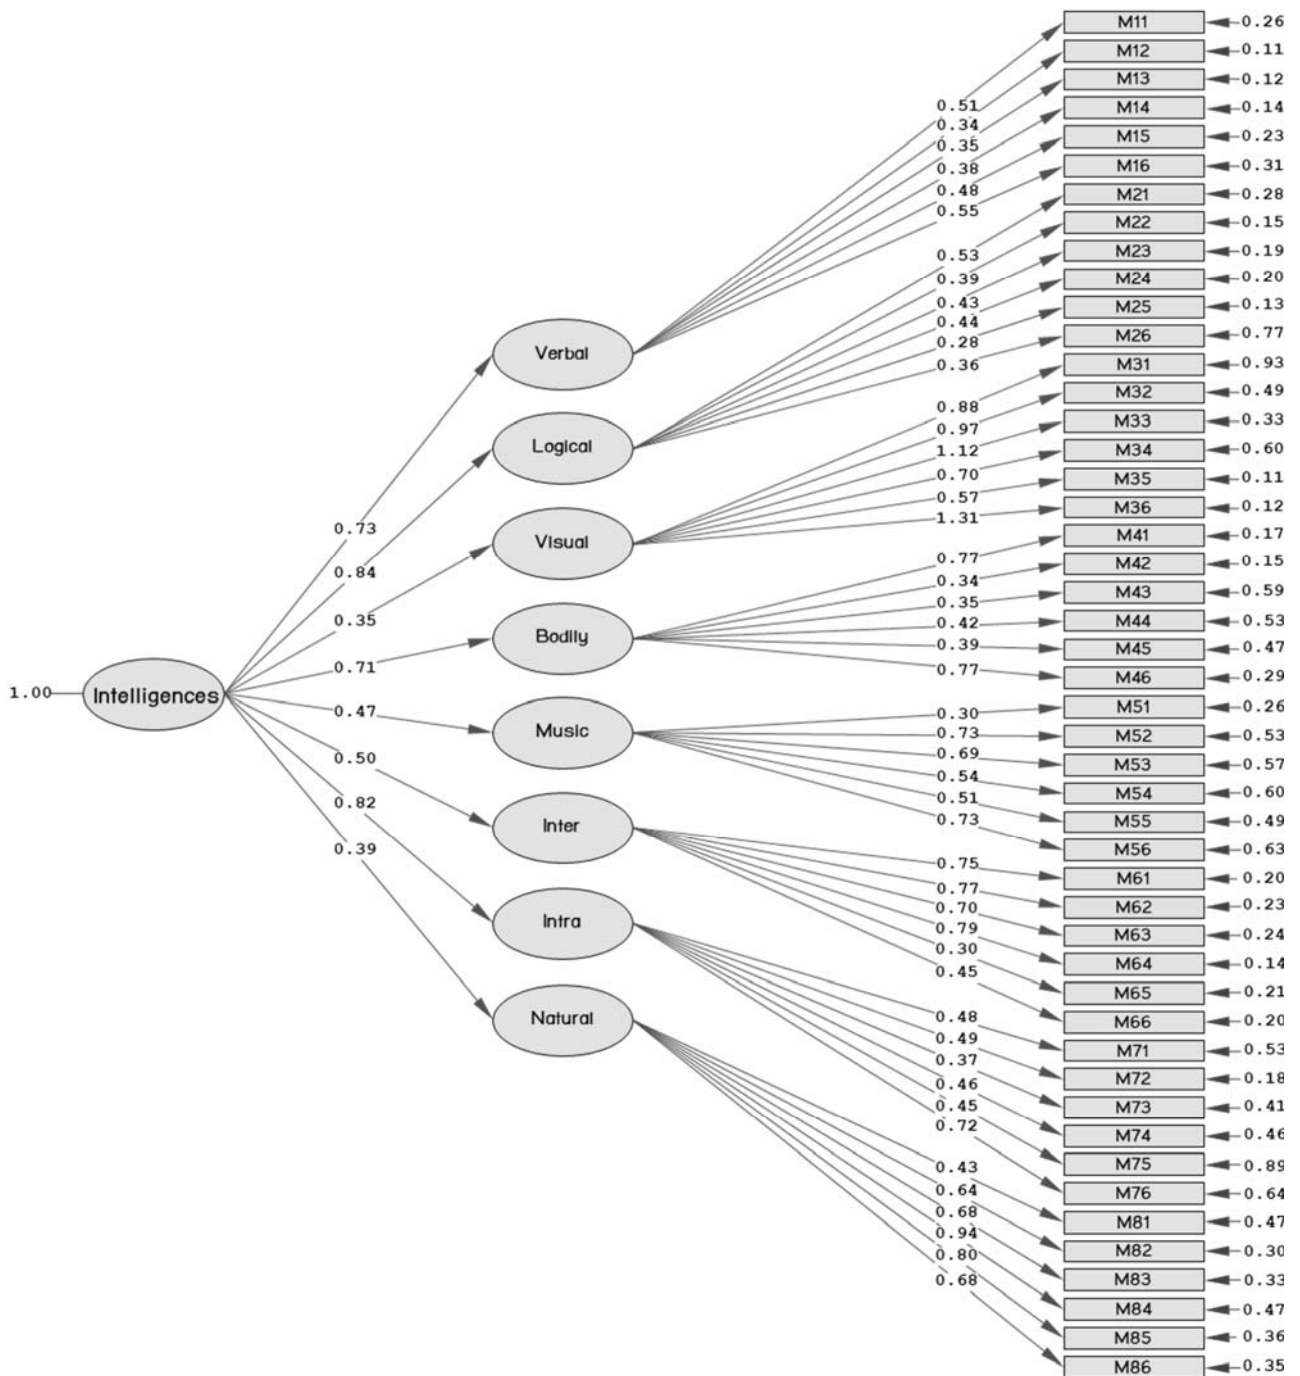 M11 0.26
M12 0.11
M13 0.12
0.51 M14 0.14
0.34
0.35 M15 0.23
0.38 M16 0.31
0.48 M21 0.28
0.55 M22 0.15
0.53 M23 0.19
0.39 M24 0.20
0.43 M25 0.13
0.44
0.28 M26 0.77
Verbal 0.36 M31 0.93
M32 0.49
0.88 M33 0.33
0.97
Logical 1.12 M34 0.60
0.70 M35 0.11
0.57
1.31 M36 0.12
0.73 Visual M41 0.17
0.77 M42 0.15
0.84 0.34 M43 0.59
0.35 0.35 M44 0.53
0.42
Bodily 0.39 M45 0.47
0.71 0.77 M46 0.29
1.00 Intelligences
0.47 0.30 M51 0.26
Music 0.73 M52 0.53
0.50 0.69 M53 0.57
0.54 M54 0.60
0.82 0.51 M55 0.49
Inter 0.73
0.39 M56 0.63
0.75 M61 0.20
0.77 M62 0.23
0.70
Intra 0.79 M63 0.24
0.30 M64 0.14
0.45 M65 0.21
Natural 0.48 M66 0.20
0.49 M71 0.53
0.37
0.46 M72 0.18
0.45 M73 0.41
0.72 M74 0.46
0.43 M75 0.89
0.64 M76 0.64
0.68 M81 0.47
0.94
0.80 M82 0.30
0.68 M83 0.33
M84 0.47
M85 0.36
M86 0.35